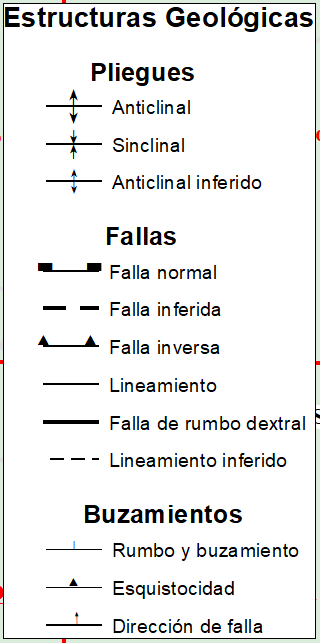 Estructuras Geológicas
Pliegues
Anticlinal
Sinclinal
Anticlinal inferido
Fallas
Falla normal
Falla inferida
Falla inversa
Lineamiento
Falla de rumbo dextral
Lineamiento inferido
Buzamientos
Rumbo y buzamiento
Esquistocidad
Dirección de falla